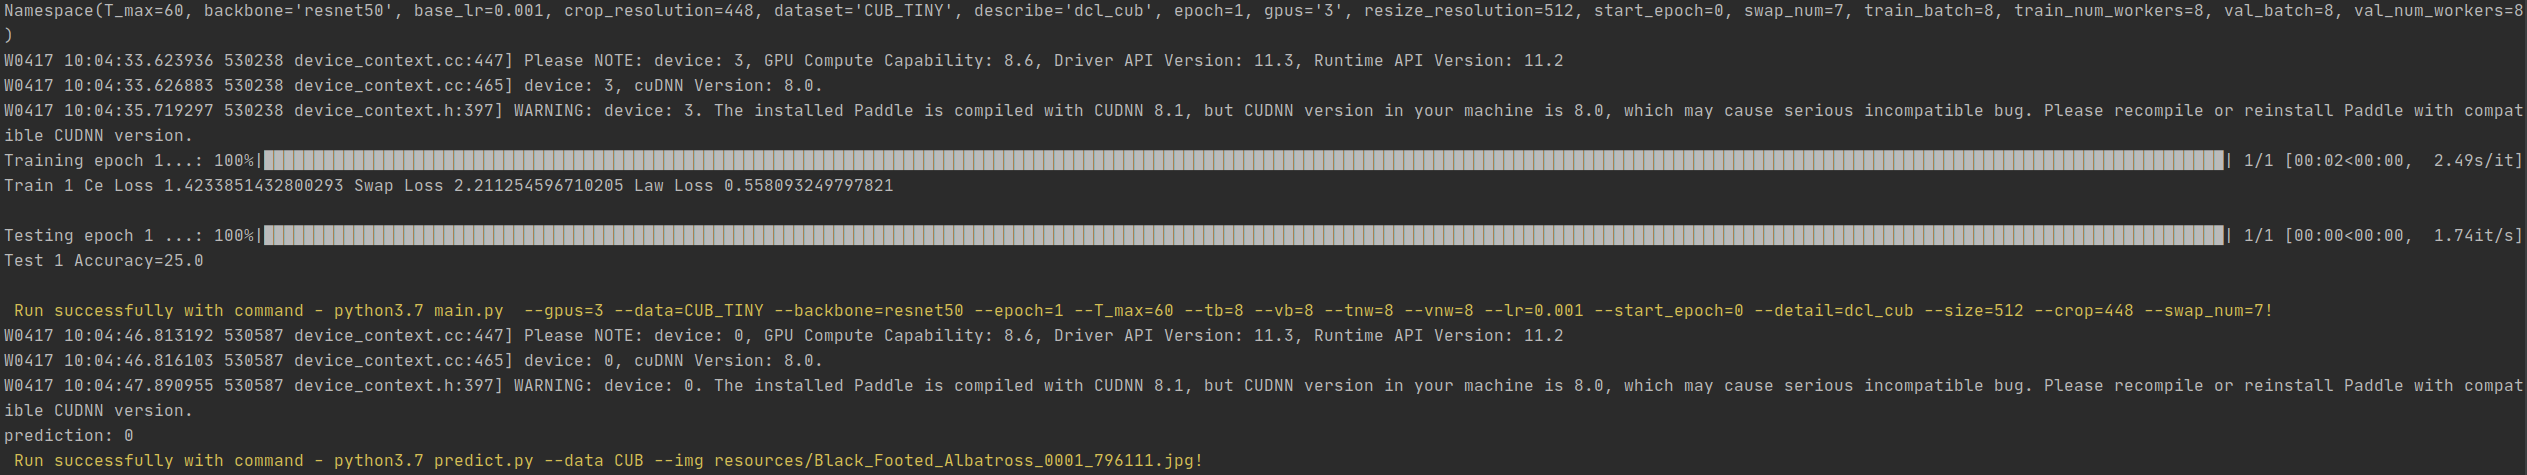 Namespace(T_max=60, backbone='resnet50', base_lr=0.001, crop_resolution=448, dataset='CUB_TINY', describe='dcl_cub', epoch=1, gpus='3', resize_resolution=512, start_epoch=0, swap_num=7, train_batch=8, train_num_workers=8, val_batch=8, val_num_workers=8
)
W0417 10:04:33.623936 530238 device_context.cc:447] Please NOTE: device: 3, GPU Compute Capability: 8.6, Driver API Version: 11.3, Runtime API Version: 11.2
W0417 10:04:33.626883 530238 device_context.cc:465] device: 3, cuDNN Version: 8.0.
W0417 10:04:35.719297 530238 device_context.h:397] WARNING: device: 3. The installed Paddle is compiled with CUDNN 8.1, but CUDNN version in your machine is 8.0, which may cause serious incompatible bug. Please recompile or reinstall Paddle with compat
ible CUDNN version.
Training epoch 1...: 100%| | 1/1 [00:02<00:00,  2.49s/it]
Train 1 Ce Loss 1.4233851432800293 Swap Loss 2.211254596710205 Law Loss 0.558093249797821
Testing epoch 1 ...: 100%| | 1/1 [00:00<00:00,  1.74it/s]
Test 1 Accuracy=25.0
Run successfully with command - python3.7 main.py  --gpus=3 --data=CUB_TINY --backbone=resnet50 --epoch=1 --T_max=60 --tb=8 --vb=8 --tnw=8 --vnw=8 --lr=0.001 --start_epoch=0 --detail=dcl_cub --size=512 --crop=448 --swap_num=7!
W0417 10:04:46.813192 530587 device_context.cc:447] Please NOTE: device: 0, GPU Compute Capability: 8.6, Driver API Version: 11.3, Runtime API Version: 11.2
W0417 10:04:46.816103 530587 device_context.cc:465] device: 0, cuDNN Version: 8.0.
W0417 10:04:47.890955 530587 device_context.h:397] WARNING: device: 0. The installed Paddle is compiled with CUDNN 8.1, but CUDNN version in your machine is 8.0, which may cause serious incompatible bug. Please recompile or reinstall Paddle with compat
ible CUDNN version.
prediction: 0
Run successfully with command - python3.7 predict.py --data CUB --img resources/Black_Footed_Albatross_0001_796111.jpg!